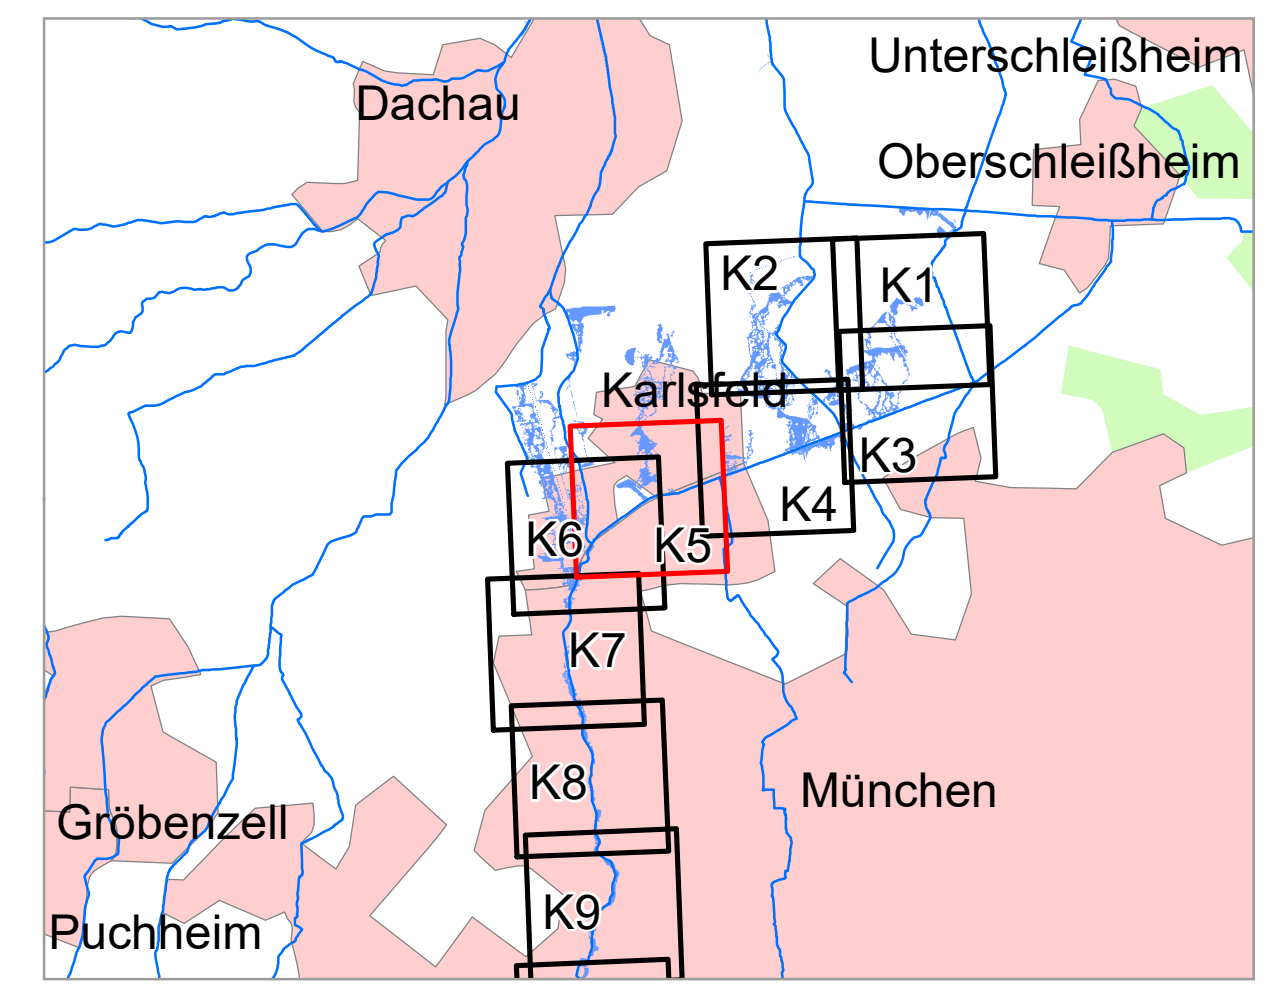 Unterschleißheim
Dachau
Oberschleißheim
K2
K1
Karlsfeld
K3
K4
K6
K5
K7
K8
München
Gröbenzell
K9
Puchheim